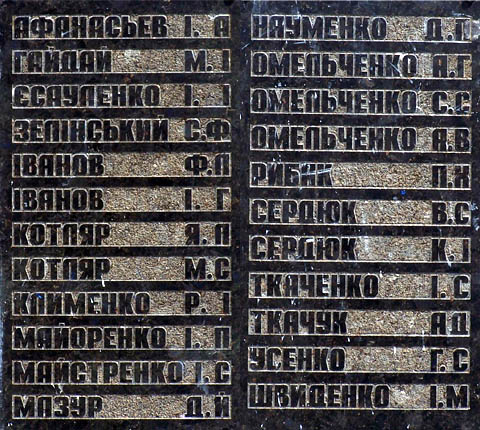 АФАНАСЬЕВ І. А
ГАЙДАЙ М. І
ЄСАУЛЕНКО І. І
ЗЕЛІНСЬКИЙ С.Ф
ІВАНОВ Ф.Л
ІВАНОВ І. Г
КОТЛЯР Я. П
КОТЛЯР М.С
КЛИМЕНКО Р. І
МАЙОРЕНКО І. П
МАЙСТРЕНКО І. С
МАЗУР Д.Й
НАУМЕНКО Д.П
ОМЕЛЬЧЕНКО А.Г
ОМЕЛЬЧЕНКО С.С
ОМЕЛЬЧЕНКО А.В
РИБАК П.К
СЕРДЮК В.С
СЕРДЮК К. І
ТКАЧЕНКО І. С
ТКАЧУК А.Д
УСЕНКО Г. С
ШВИДЕНКО І.М